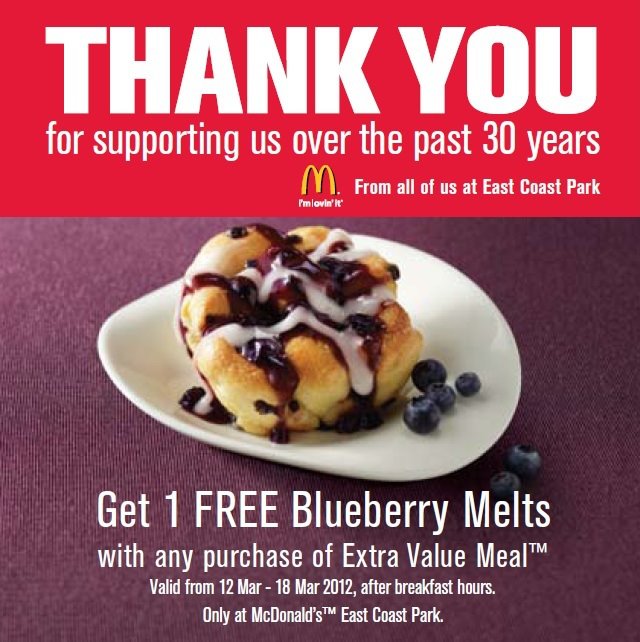 THANK YOU
for supporting us over the past 30 years
i'm lovin' it
From all of us at East Coast Park
Get 1 FREE Blueberry Melts
with any purchase of Extra Value Meal™
Valid from 12 Mar - 18 Mar 2012, after breakfast hours.
Only at McDonald's™ East Coast Park.